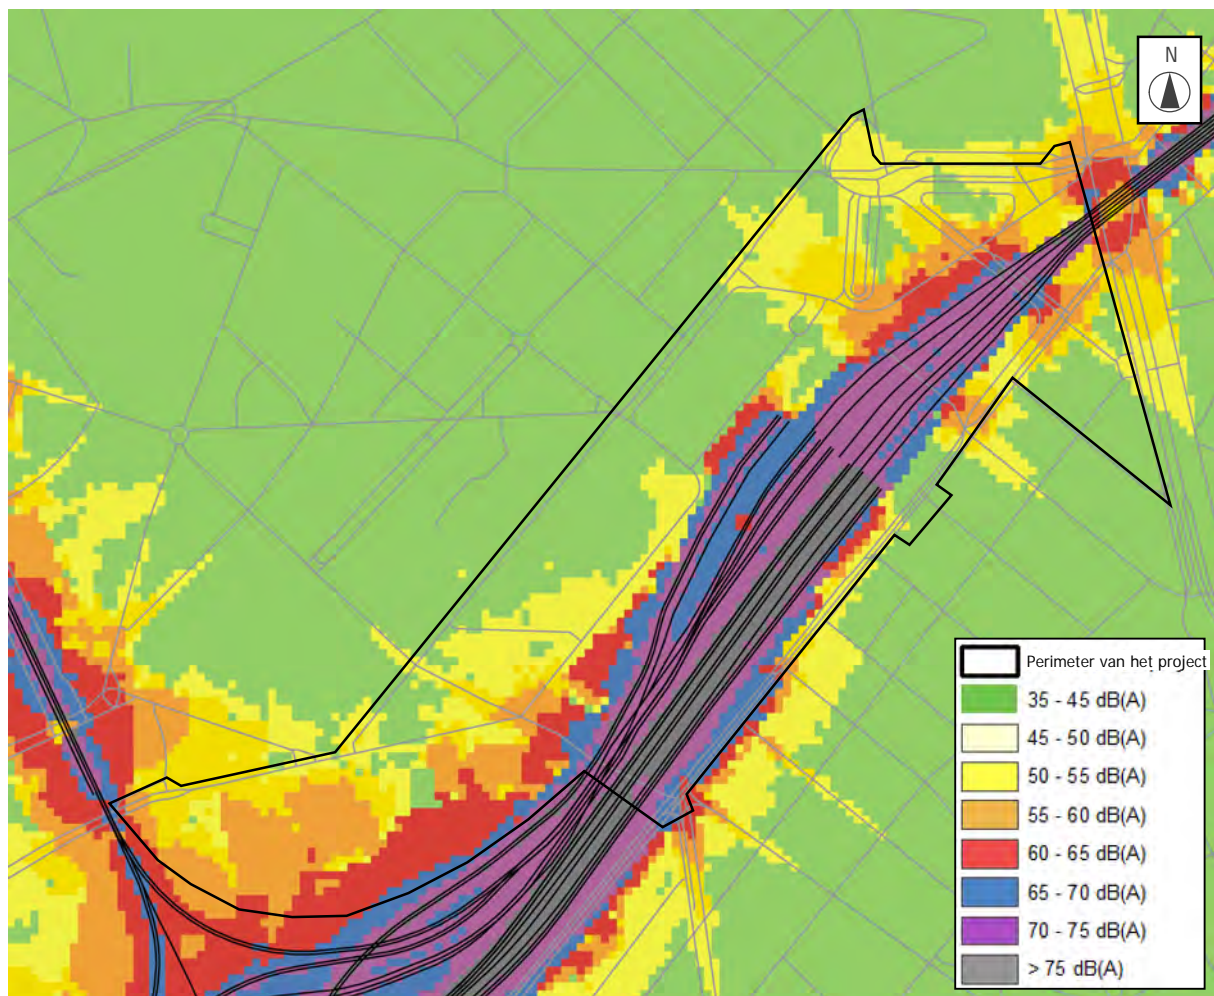 N
Perimeter van het project
35 - 45 dB(A)
45 - 50 dB(A)
50 - 55 dB(A)
55 - 60 dB(A)
60 - 65 dB(A)
65 - 70 dB(A)
70 - 75 dB(A)
> 75 dB(A)